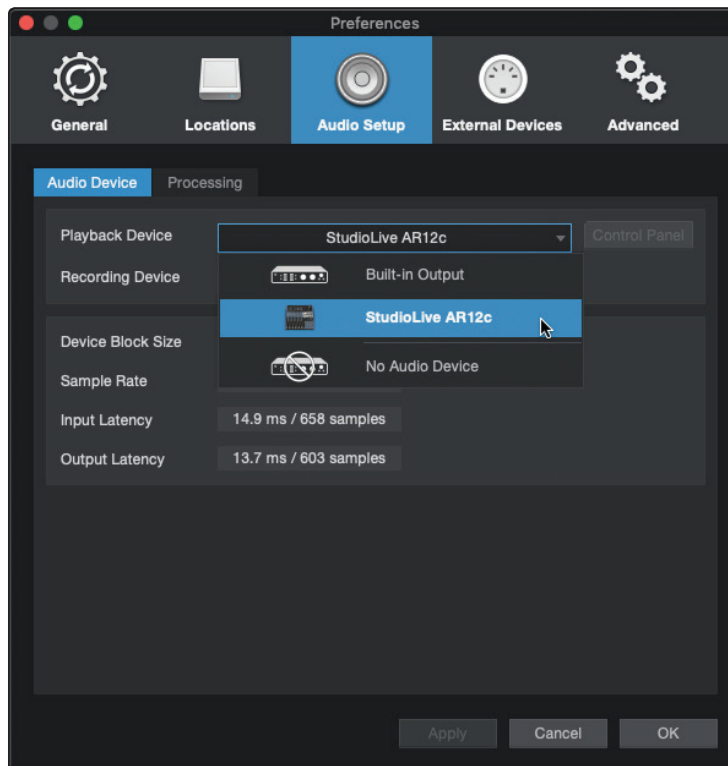 Preferences
General Locations Audio Setup External Devices Advanced
Audio Device Processing
Playback Device StudioLive AR12c Control Panel
Recording Device Built-in Output
StudioLive AR12c
Device Block Size
No Audio Device
Sample Rate
Input Latency 14.9 ms / 658 samples
Output Latency 13.7 ms / 603 samples
Apply Cancel OK